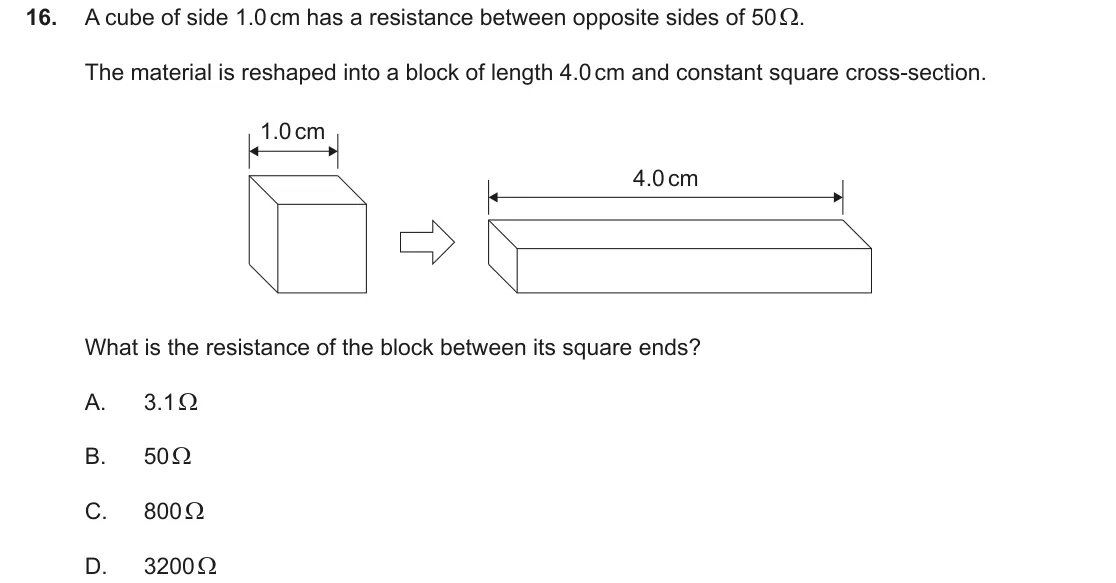 16. A cube of side 1.0 cm has a resistance between opposite sides of 50 Ω.
The material is reshaped into a block of length 4.0 cm and constant square cross-section.
1.0 cm
4.0 cm
What is the resistance of the block between its square ends?
A. 3.1 Ω
B. 50 Ω
C. 800 Ω
D. 3200 Ω